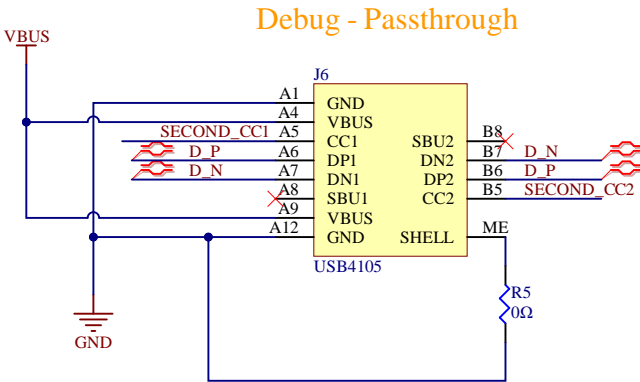 Debug - Passthrough
VBUS
J6
A1 GND
A4 VBUS
SECOND_CC1 A5 CC1 SBU2 B8
D_P A6 DP1 DN2 B7 D_N
D_N A7 DN1 DP2 B6 D_P
A8 SBU1 CC2 B5 SECOND_CC2
A9 VBUS
A12 GND SHELL ME
USB4105
R5
0Ω
GND